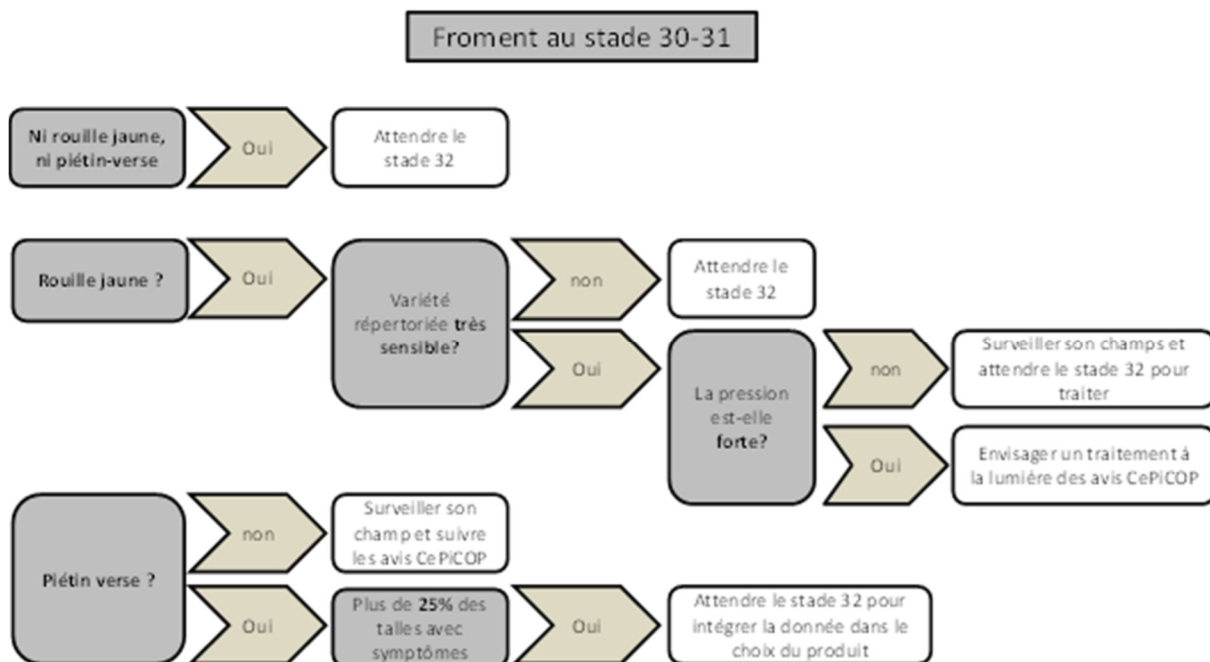 Froment au stade 30-31
Ni rouille jaune,
ni piétin-verse
Oui
Attendre le
stade 32
Rouille jaune ?
Oui
Variété
répertoriée très
sensible?
non
Attendre le
stade 32
Oui
La pression
est-elle
forte?
non
Surveiller son champs et
attendre le stade 32 pour
traiter
Oui
Envisager un traitement à
la lumière des avis CePiCOP
Piétin verse ?
non
Surveiller son
champ et suivre
les avis CePiCOP
Oui
Plus de 25% des
talles avec
symptômes
Oui
Attendre le stade 32 pour
intégrer la donnée dans le
choix du produit